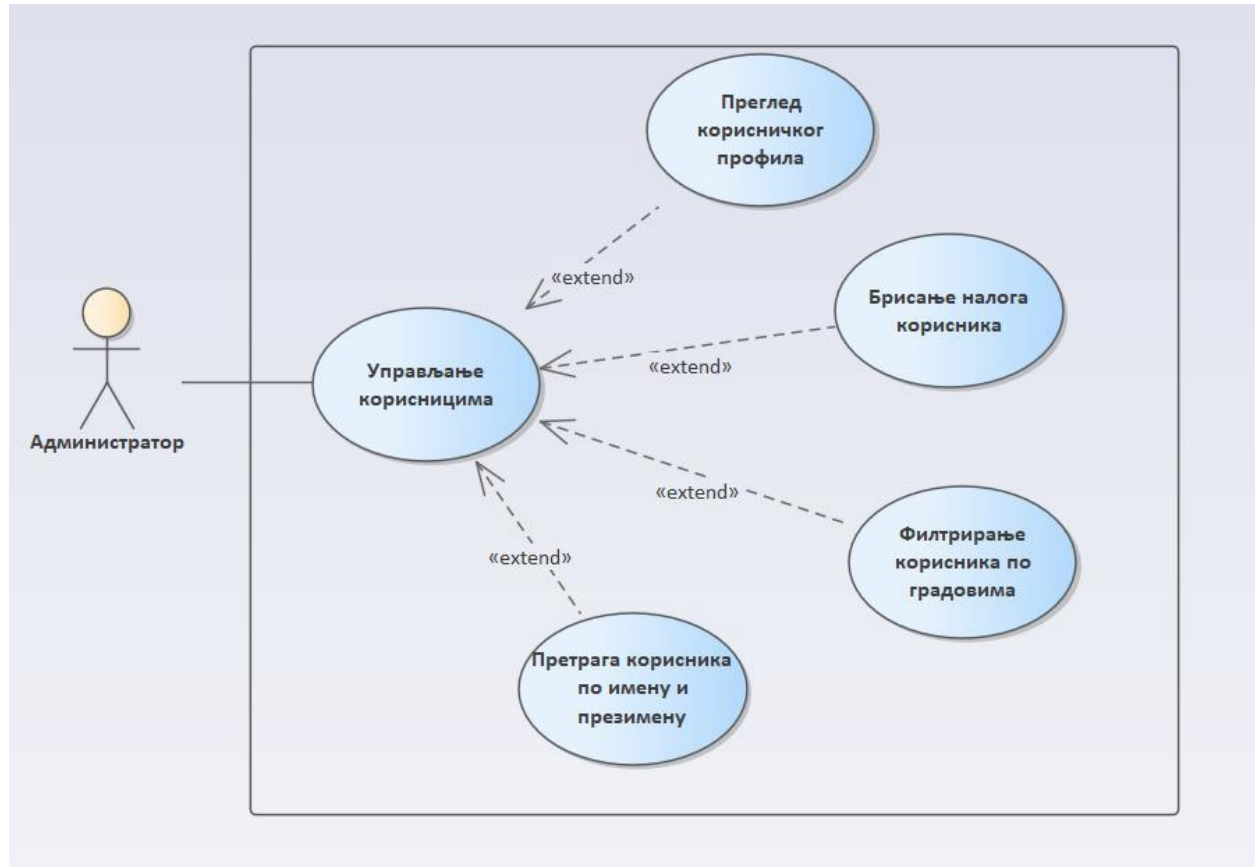 Преглед
корисничког
профила
«extend»
Брисање налога
корисника
«extend»
Управљање
корисницима
Администратор
«extend»
Филтрирање
корисника по
градовима
«extend»
Претрага корисника
по имену и
презимену